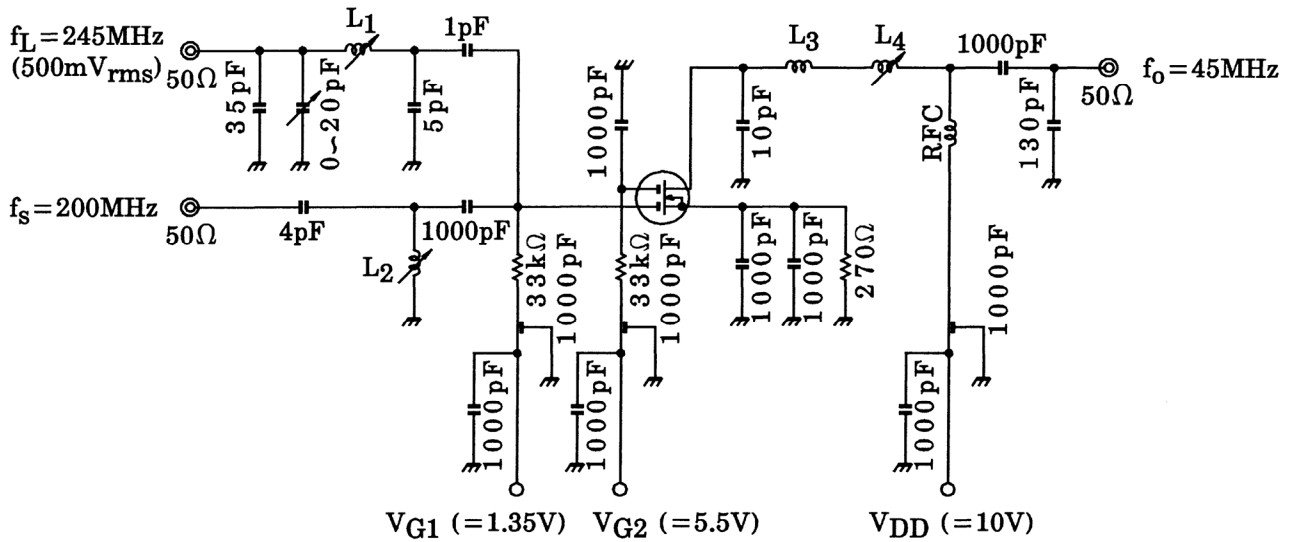 f_L=245MHz
(500mV_rms)
50Ω
35pF
0~20pF
L_1
5pF
1pF
f_S=200MHz
50Ω
4pF
L_2
1000pF
33kΩ
1000pF
1000pF
V_G1 (=1.35V)
1000pF
33kΩ
1000pF
1000pF
V_G2 (=5.5V)
10pF
L_3
L_4
1000pF
RFC
130pF
50Ω
f_o=45MHz
1000pF
1000pF
270Ω
1000pF
1000pF
V_DD (=10V)